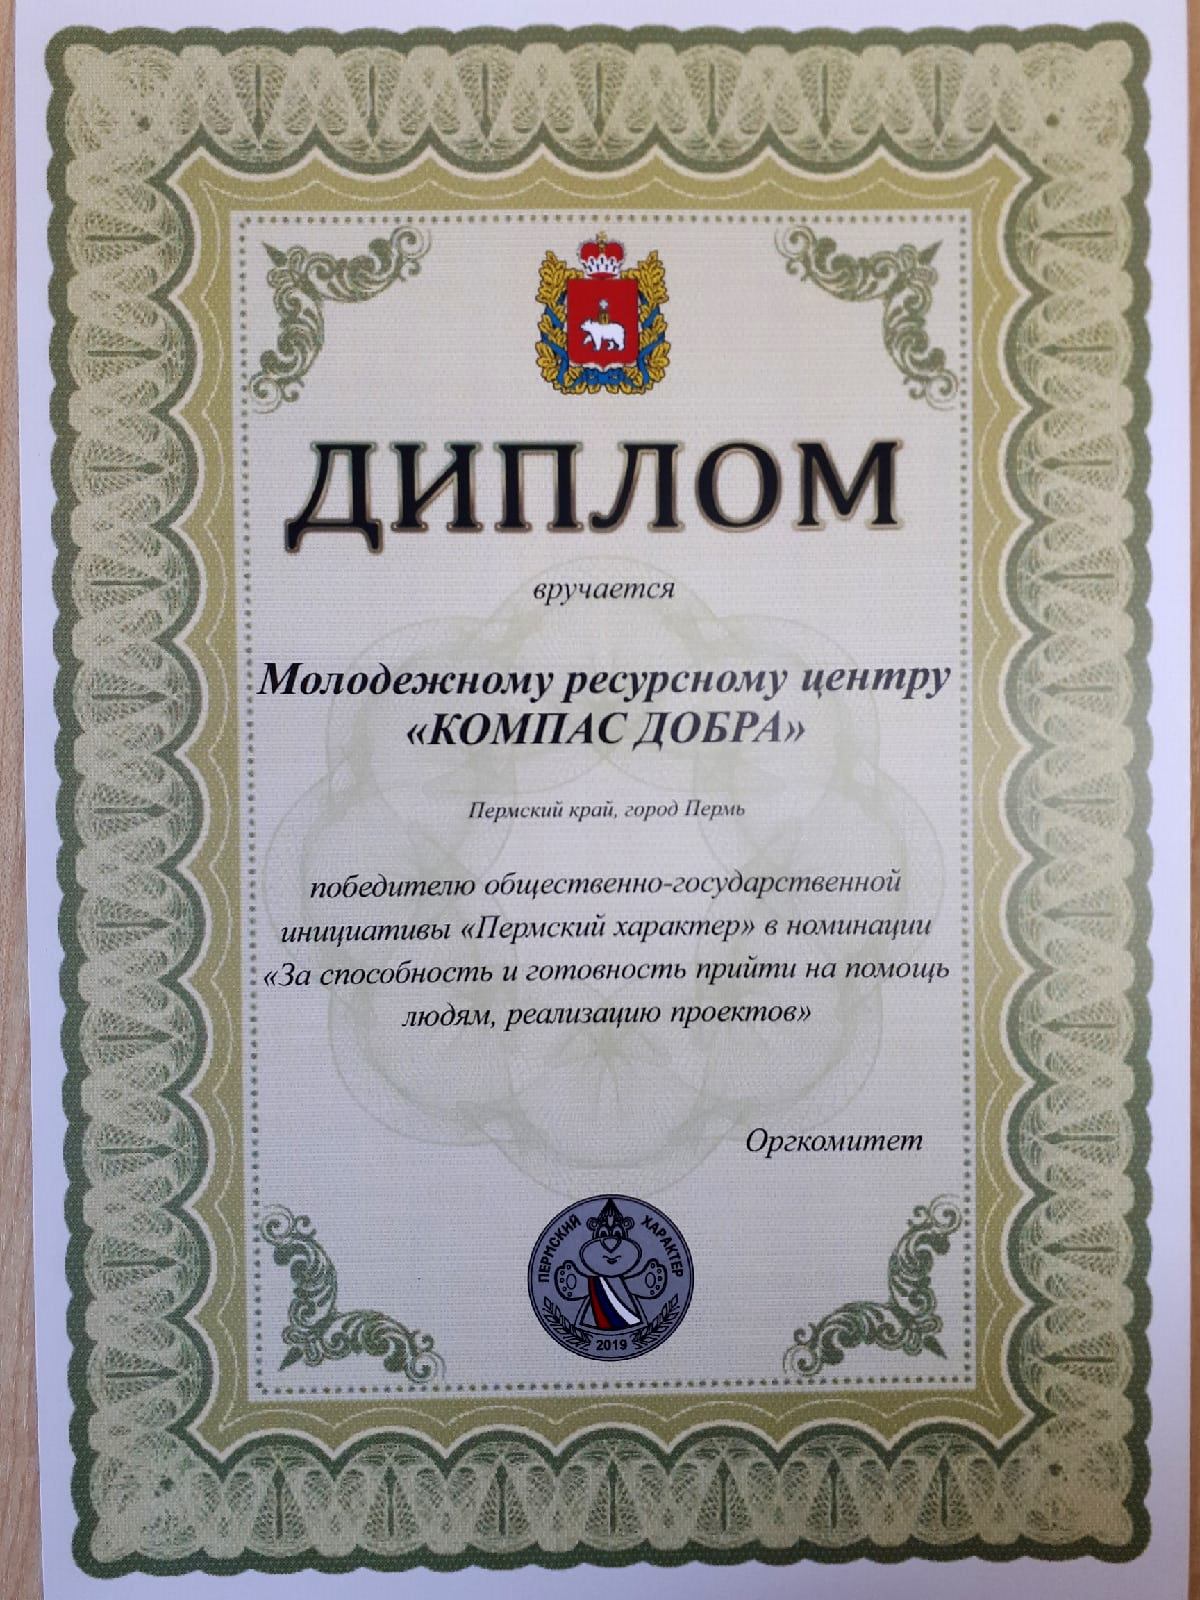 ДИПЛОМ
вручается
Молодежному ресурсному центру
«КОМПАС ДОБРА»
Пермский край, город Пермь
победителю общественно-государственной
инициативы «Пермский характер» в номинации
«За способность и готовность прийти на помощь
людям, реализацию проектов»
Оргкомитет
ПЕРМСКИЙ ХАРАКТЕР
2019